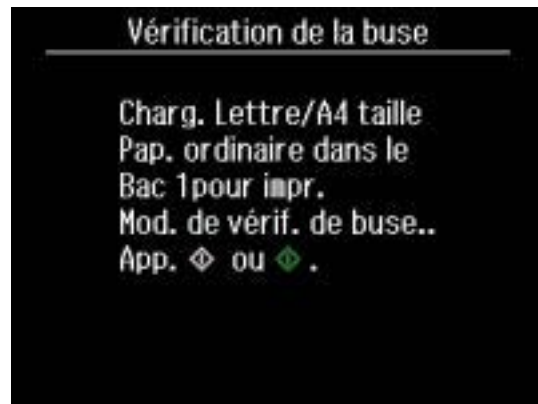 Vérification de la buse
Charg. Lettre/A4 taille
Pap. ordinaire dans le
Bac 1pour impr.
Mod. de vérif. de buse..
App. ou .